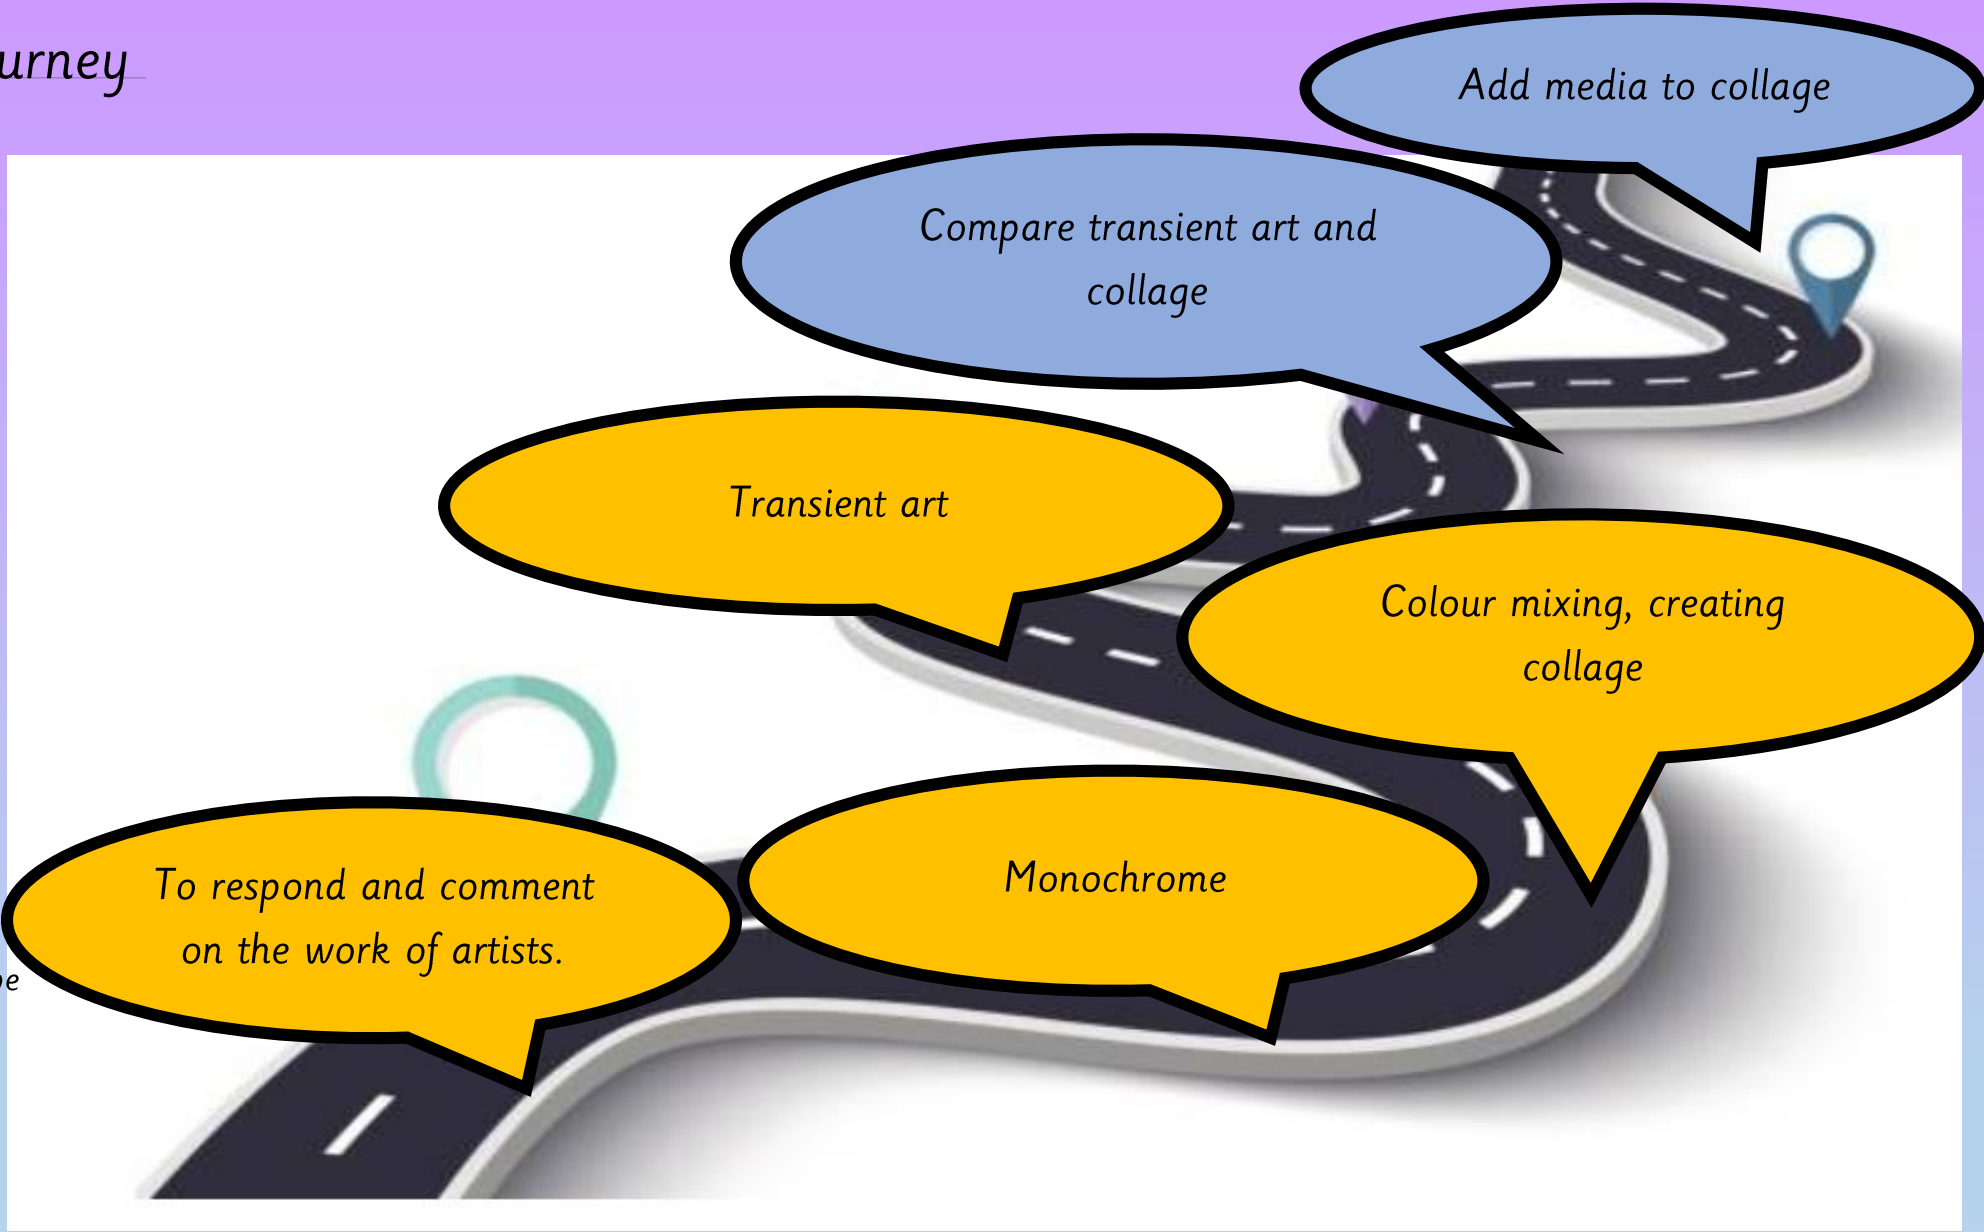 urney
Add media to collage
Compare transient art and
collage
Transient art
Colour mixing, creating
collage
Monochrome
To respond and comment
on the work of artists.